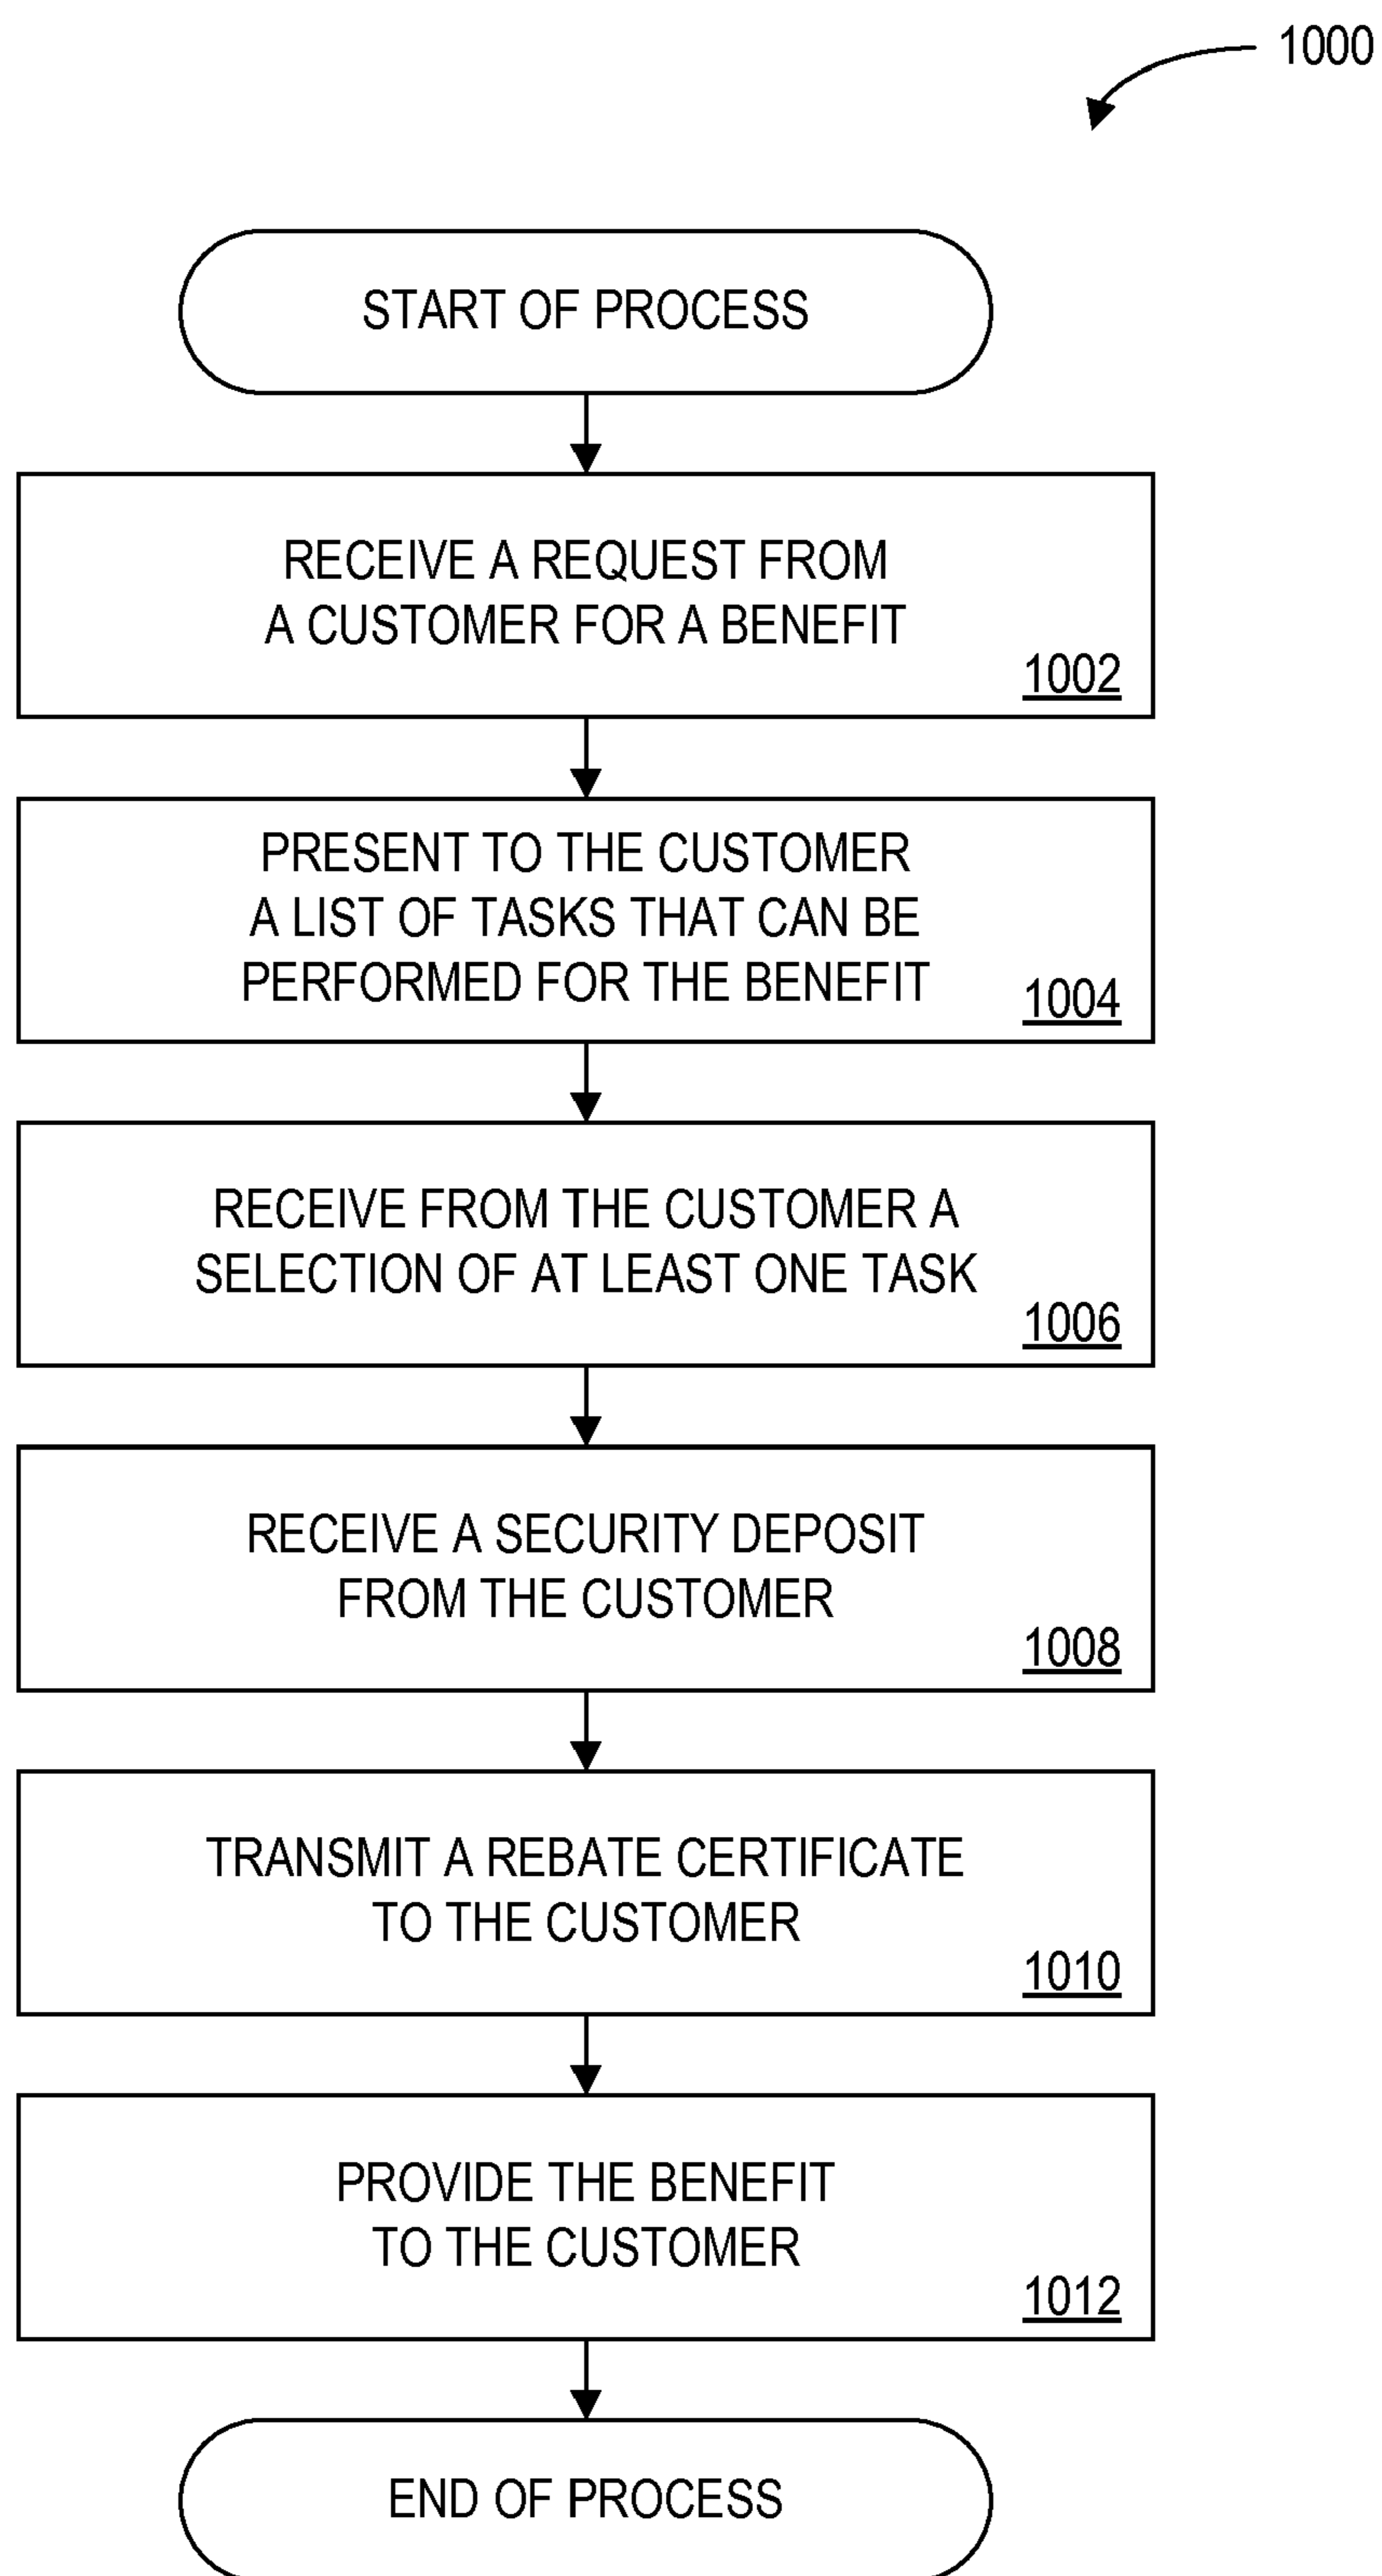 1000
START OF PROCESS
RECEIVE A REQUEST FROM
A CUSTOMER FOR A BENEFIT
1002
PRESENT TO THE CUSTOMER
A LIST OF TASKS THAT CAN BE
PERFORMED FOR THE BENEFIT
1004
RECEIVE FROM THE CUSTOMER A
SELECTION OF AT LEAST ONE TASK
1006
RECEIVE A SECURITY DEPOSIT
FROM THE CUSTOMER
1008
TRANSMIT A REBATE CERTIFICATE
TO THE CUSTOMER
1010
PROVIDE THE BENEFIT
TO THE CUSTOMER
1012
END OF PROCESS